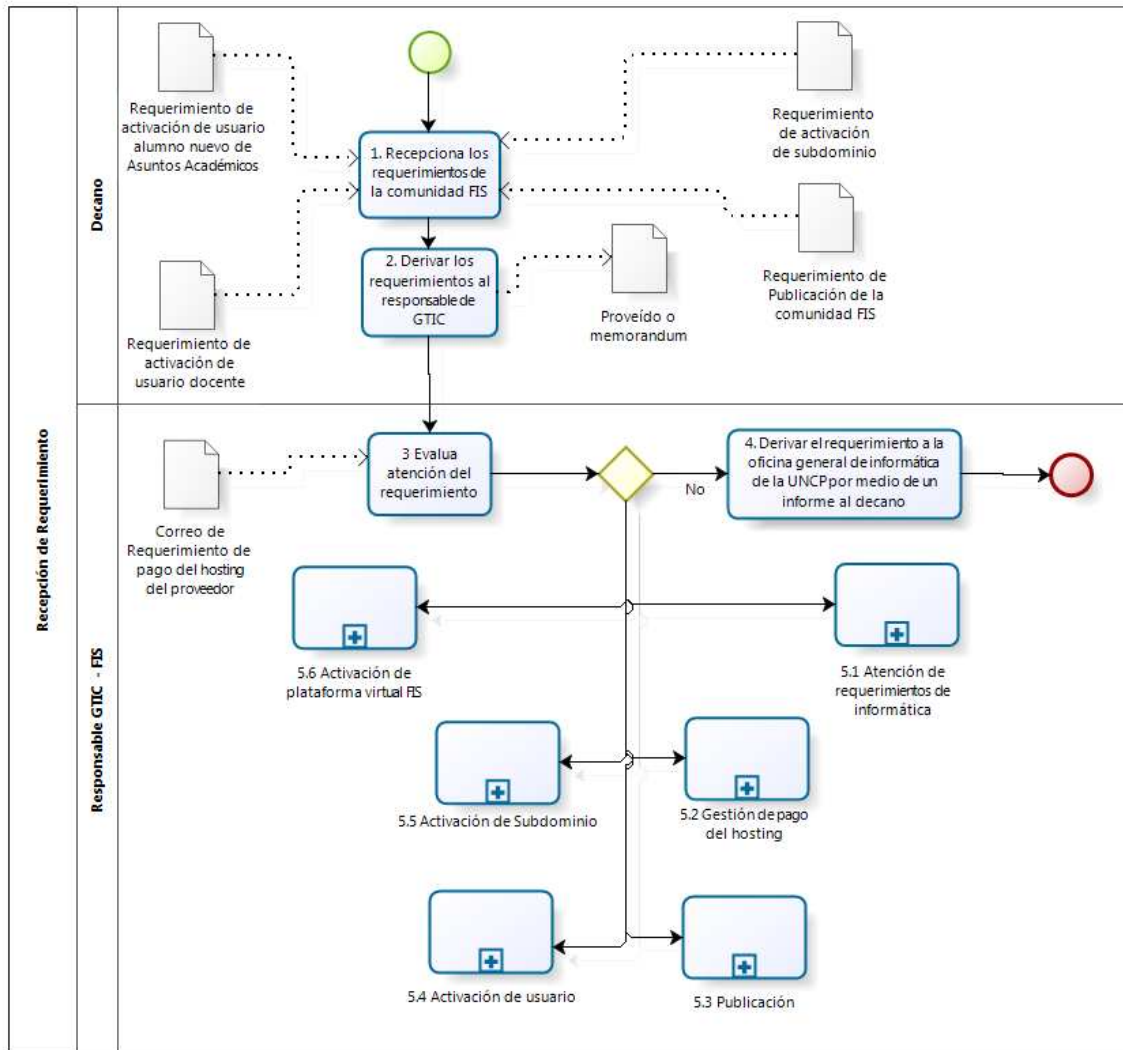 Recepción de Requerimiento
Decano
Requerimiento de
activación de usuario
alumno nuevo de
Asuntos Académicos
Requerimiento
de activación
de subdominio
1. Recepciona los
requerimientos de
la comunidad FIS
2. Derivar los
requerimientos al
responsable de
GTIC
Proveído o
memorandum
Requerimiento de
Publicación de la
comunidad FIS
Requerimiento de
activación de
usuario docente
Responsable GTIC - FIS
Correo de
Requerimiento de
pago del hosting
del proveedor
3 Evalua
atención del
requerimiento
No
4. Derivar el requerimiento a la
oficina general de informática
de la UNCP por medio de un
informe al decano
5.6 Activación de
plataforma virtual FIS
5.1 Atención de
requerimientos de
informática
5.5 Activación de Subdominio
5.2 Gestión de pago
del hosting
5.4 Activación de usuario
5.3 Publicación